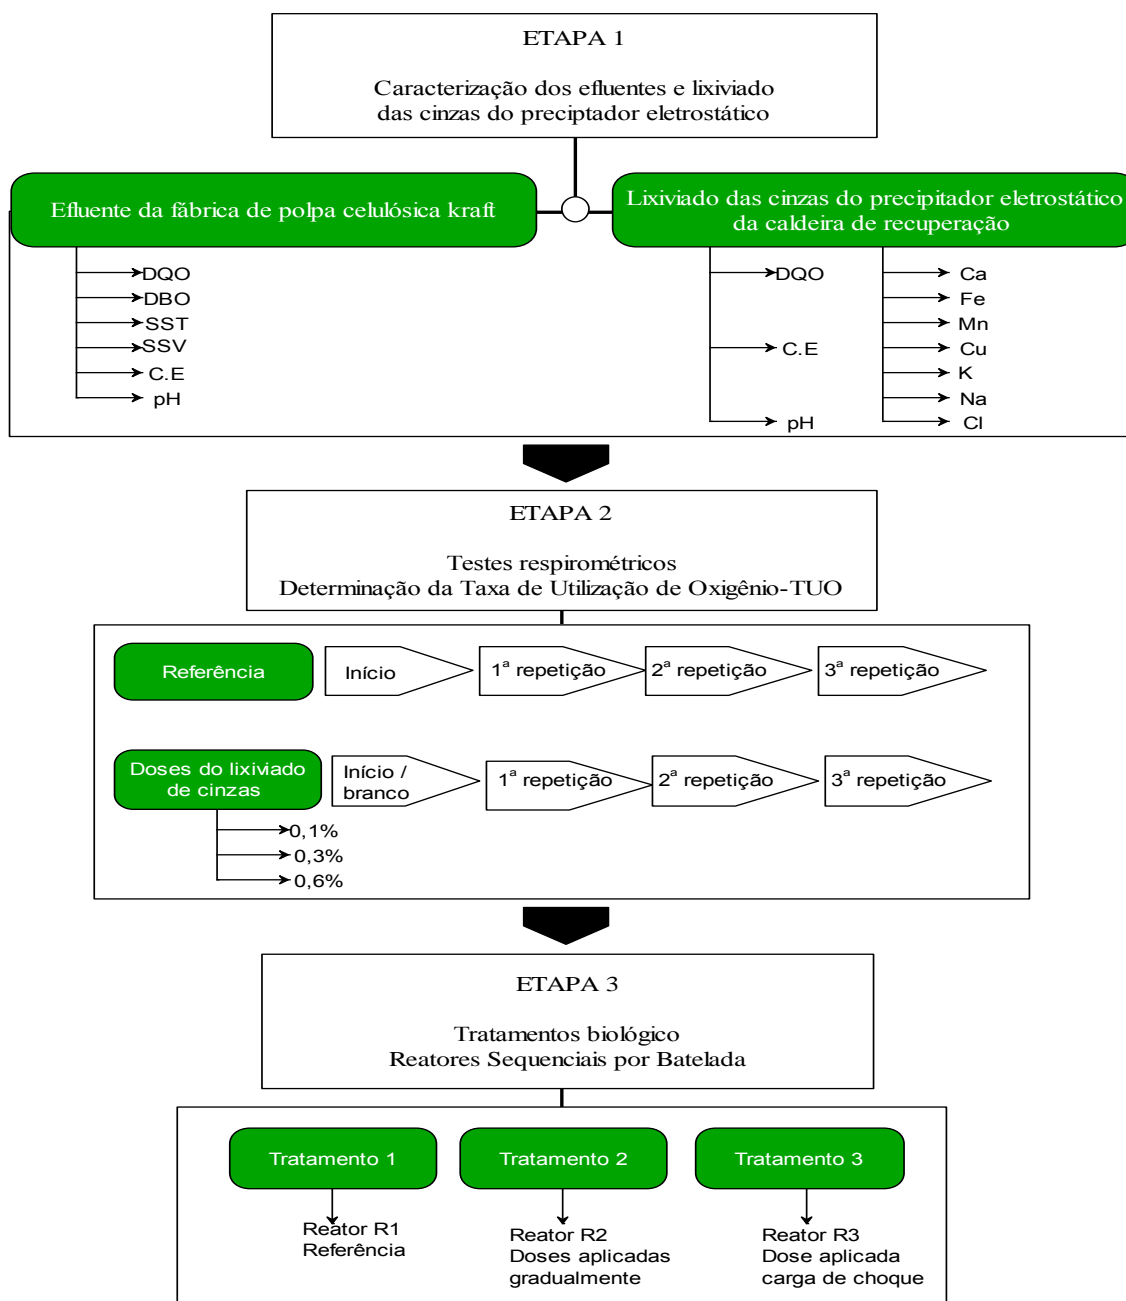 ETAPA 1
Caracterização dos efluentes e lixiviado
das cinzas do preciptador eletrostático
Efluente da fábrica de polpa celulósica kraft
DQO
DBO
SST
SSV
C.E
pH
Lixiviado das cinzas do precipitador eletrostático
da caldeira de recuperação
DQO
C.E
pH
Ca
Fe
Mn
Cu
K
Na
Cl
ETAPA 2
Testes respirométricos
Determinação da Taxa de Utilização de Oxigênio-TUO
Referência
Início
1ª repetição
2ª repetição
3ª repetição
Doses do lixiviado
de cinzas
Início /
branco
1ª repetição
2ª repetição
3ª repetição
0,1%
0,3%
0,6%
ETAPA 3
Tratamentos biológico
Reatores Sequenciais por Batelada
Tratamento 1
Reator R1
Referência
Tratamento 2
Reator R2
Doses aplicadas
gradualmente
Tratamento 3
Reator R3
Dose aplicada
carga de choque